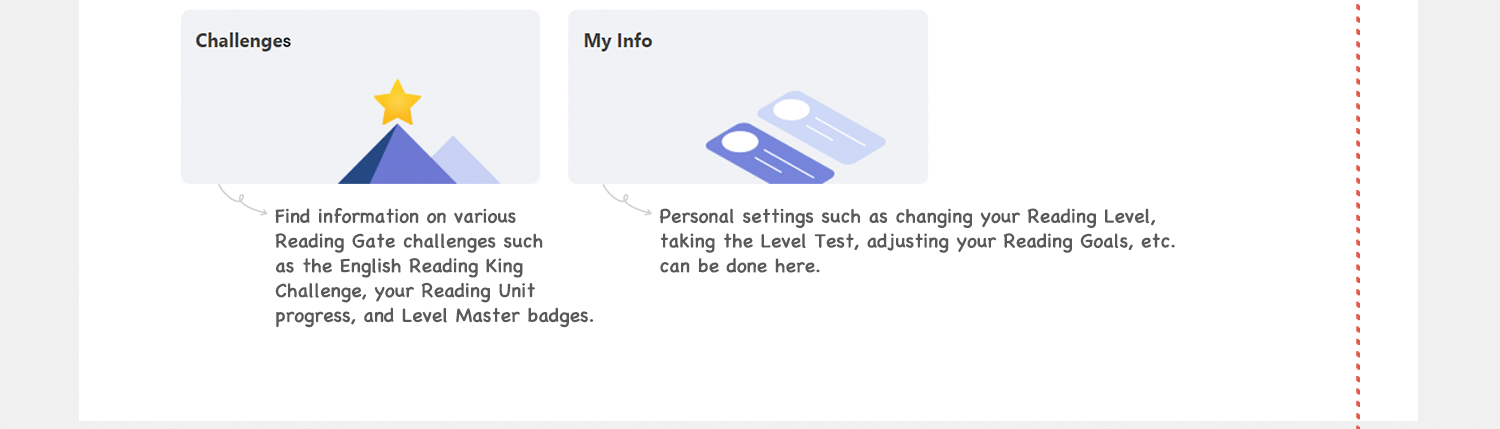 Challenges
My Info
Find information on various
Reading Gate challenges such
as the English Reading King
Challenge, your Reading Unit
progress, and Level Master badges.
Personal settings such as changing your Reading Level,
taking the Level Test, adjusting your Reading Goals, etc.
can be done here.